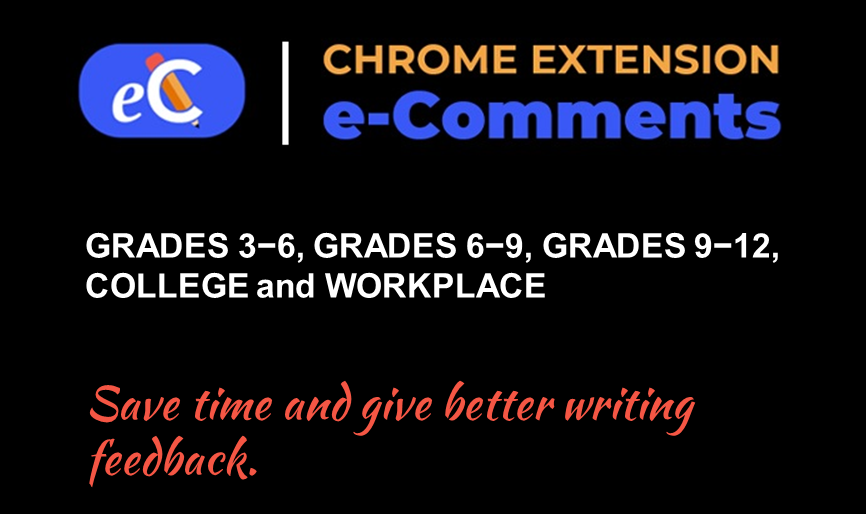 eC
CHROME EXTENSION
e-Comments
GRADES 3−6, GRADES 6−9, GRADES 9−12,
COLLEGE and WORKPLACE
Save time and give better writing
feedback.